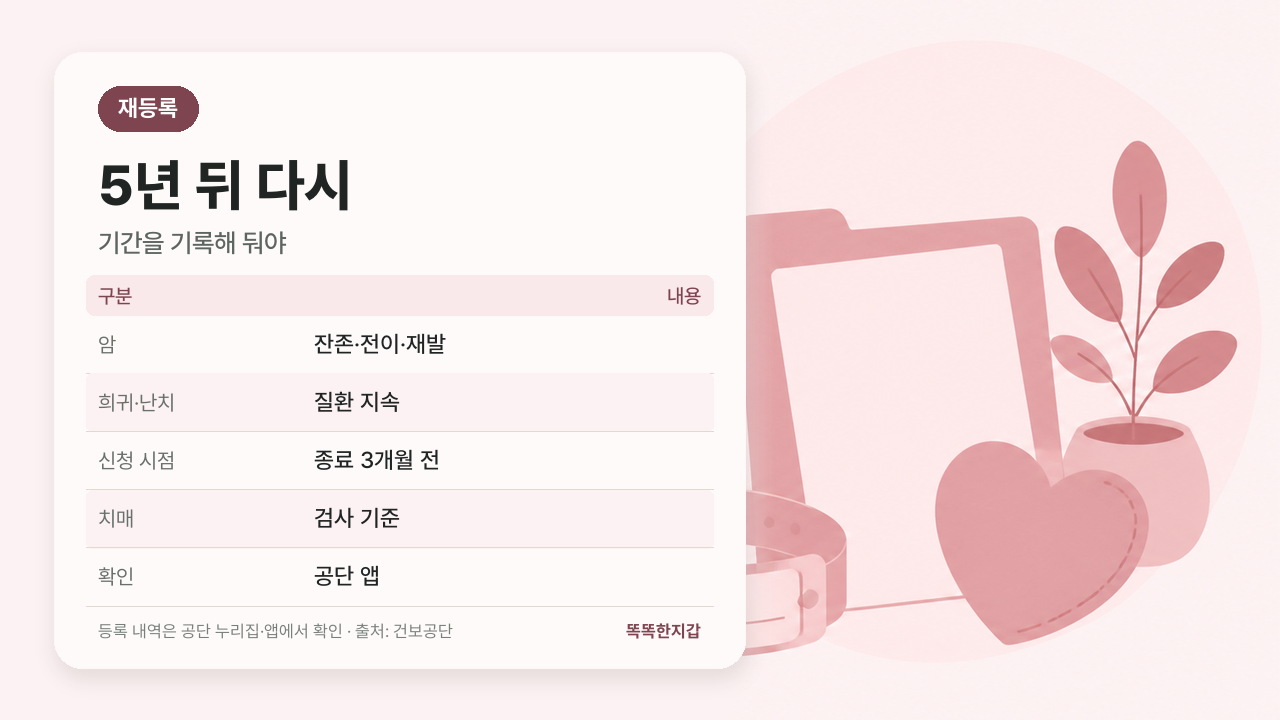 재등록
5년 뒤 다시
기간을 기록해 둬야
구분 내용
암 잔존·전이·재발
희귀·난치 질환 지속
신청 시점 종료 3개월 전
치매 검사 기준
확인 공단 앱
등록 내역은 공단 누리집·앱에서 확인 · 출처: 건보공단 똑똑한지갑